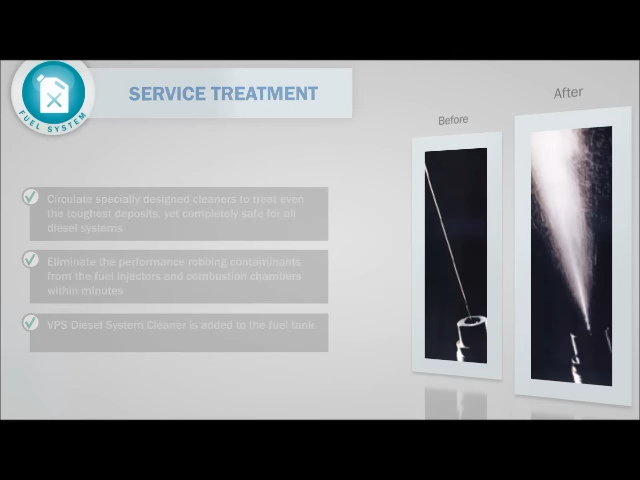 FUEL SYSTEM
SERVICE TREATMENT
Before
After
Circulate specially designed cleaners to treat even
the toughest deposits, yet completely safe for all
diesel systems
Eliminate the performance robbing contaminants
from the fuel injectors and combustion chambers
within minutes
VPS Diesel System Cleaner is added to the fuel tank